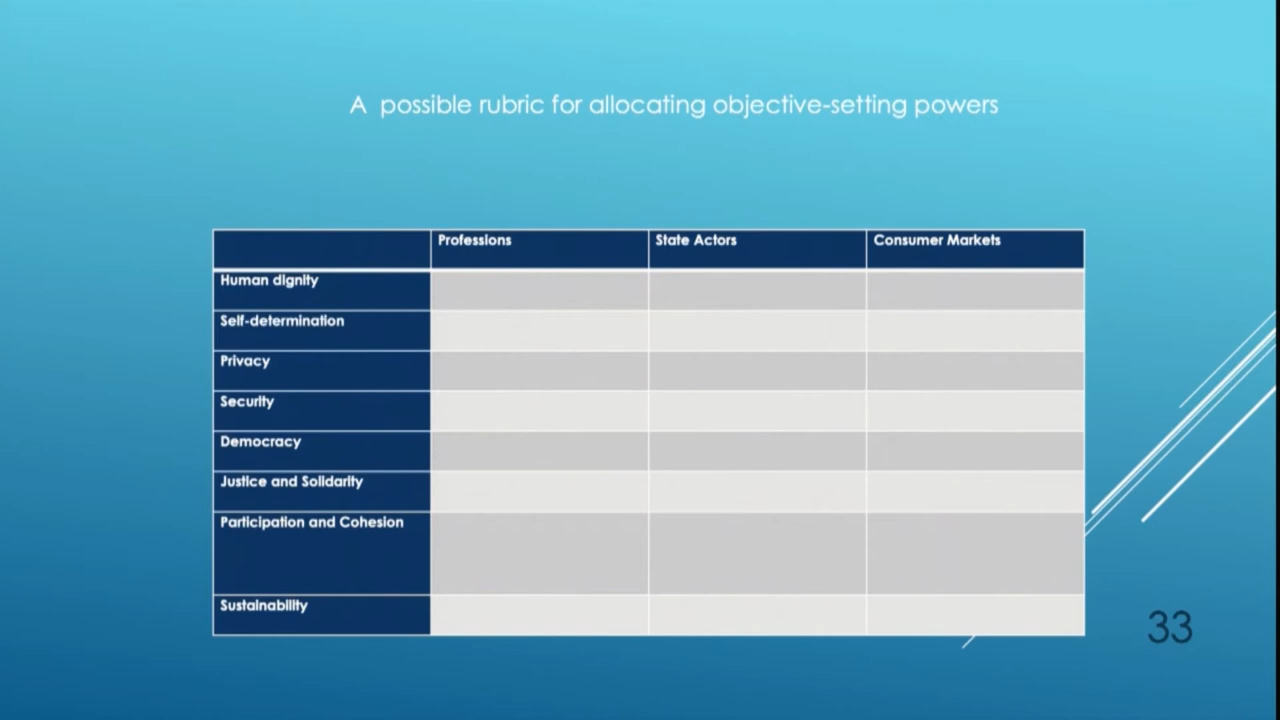 A possible rubric for allocating objective-setting powers
Professions
State Actors
Consumer Markets
Human dignity
Self-determination
Privacy
Security
Democracy
Justice and Solidarity
Participation and Cohesion
Sustainability
33